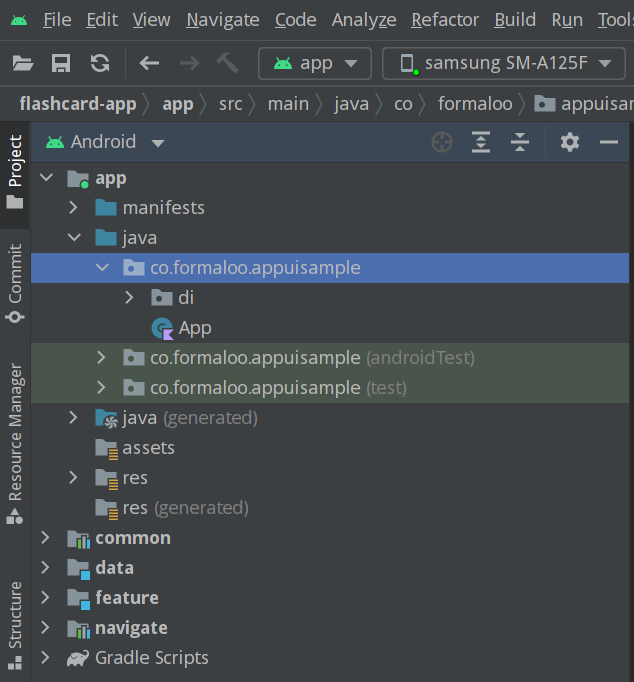 File Edit View Navigate Code Analyze Refactor Build Run Tools
app samsung SM-A125F
flashcard-app app src main java co formaloo appuisam
Project
Commit
Resource Manager
Structure
Android
app
manifests
java
co.formaloo.appuisample
di
App
co.formaloo.appuisample (androidTest)
co.formaloo.appuisample (test)
java (generated)
assets
res
res (generated)
common
data
feature
navigate
Gradle Scripts